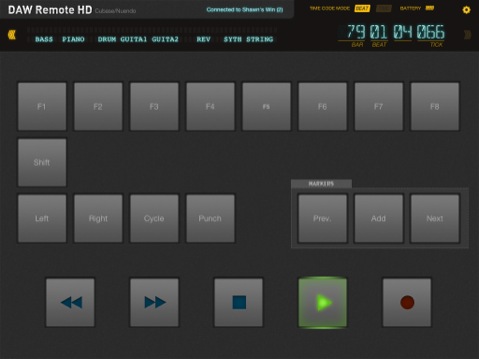 DAW Remote HD Cubase/Nuendo Connected to Shawn's Win (2) TIME CODE MODE BEAT BATTERY
BASS PIANO DRUM GUITA1 GUITA2 REV SYTH STRING 79 01 04 066
BAR BEAT TICK
F1 F2 F3 F4 F6 F7 F8
Shift
MARKERS
Left Right Cycle Punch Prev. Add Next